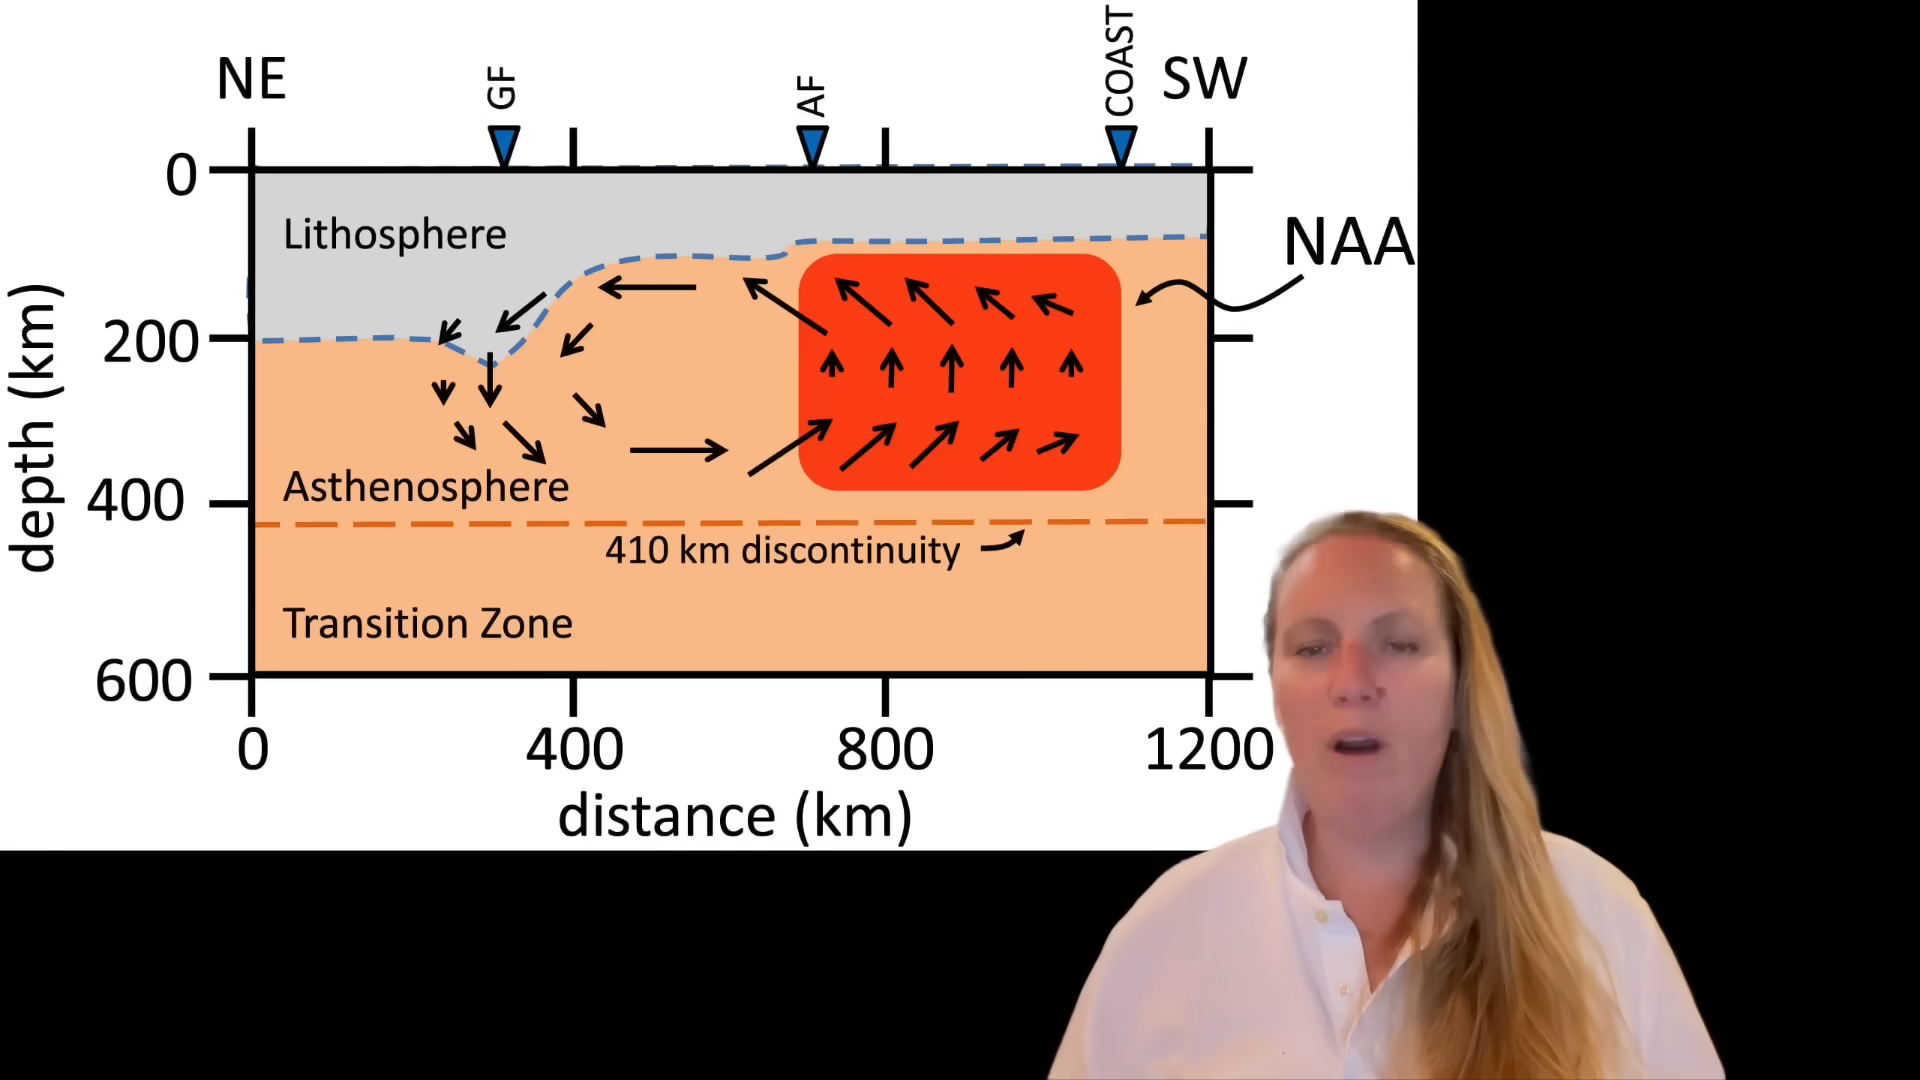 NE
GF
AF
COAST
SW
0
Lithosphere
NAA
200
depth (km)
Asthenosphere
400
410 km discontinuity
Transition Zone
600
0
400
800
1200
distance (km)